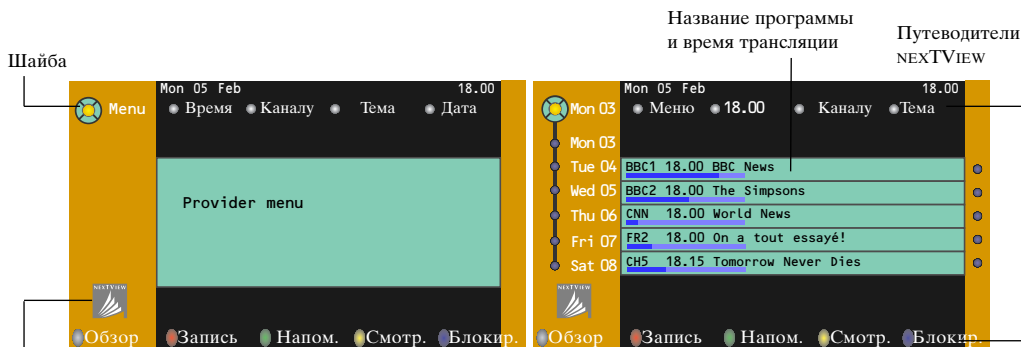 Название программы
и время трансляции
Путеводители
NEXTVIEW
Шайба
Mon 05 Feb 18.00
Menu Время Каналу Тема Дата
Provider menu
NEXTVIEW
Обзор Запись Напом. Смотр. Блокир.
Mon 05 Feb 18.00
Mon 03 Меню 18.00 Каналу Тема
Mon 03
Tue 04 BBC1 18.00 BBC News
Wed 05 BBC2 18.00 The Simpsons
Thu 06 CNN 18.00 World News
Fri 07 FR2 18.00 On a tout essayé!
Sat 08 CH5 18.15 Tomorrow Never Dies
NEXTVIEW
Обзор Запись Напом. Смотр. Блокир.